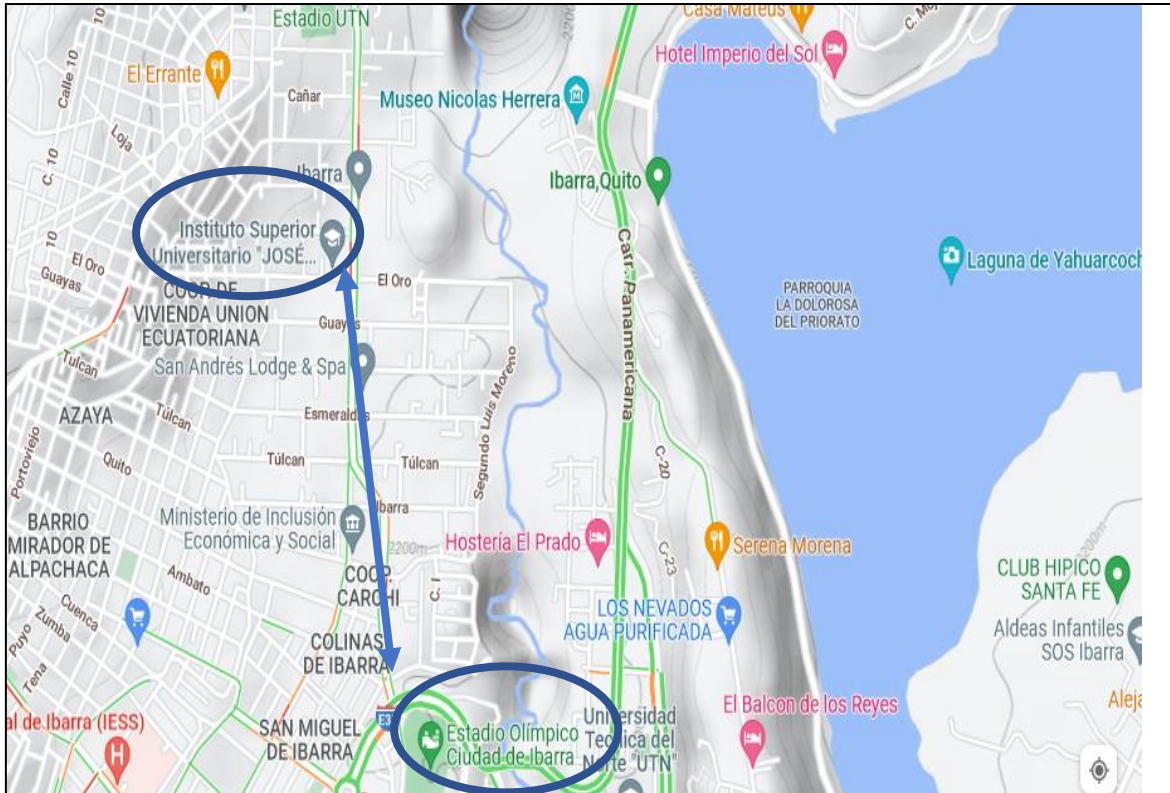 Estadio UTN
Casa Mateus
C. Mo
Calle 10
El Errante
Hotel Imperio del Sol
Cañar
Museo Nicolas Herrera
Loja
C. 10
Ibarra
Ibarra,Quito
Instituto Superior
Universitario "JOSÉ...
Carr. Panamericana
Laguna de Yahuarcoch
El Oro
Guayas
El Oro
PARROQUIA
LA DOLOROSA
DEL PRIORATO
COOP. DE
VIVIENDA UNION
ECUATORIANA
Guayas
Tulcan
San Andrés Lodge & Spa
Segundo Luis Moreno
AZAYA
Túlcan
Esmeraldas
Portoviejo
Quito
Túlcan
Túlcan
C-20
Ibarra
Ministerio de Inclusión
Económica y Social
BARRIO
MIRADOR DE
ALPACHACA
2200m
Hostería El Prado
Serena Morena
C-23
2200m
CLUB HIPICO
SANTA FE
Ambato
COOP.
CARCHI
C. I
LOS NEVADOS
AGUA PURIFICADA
Cuenca
Zumba
Puyo
Tena
COLINAS
DE IBARRA
Aldeas Infantiles
SOS Ibarra
Aleja
al de Ibarra (IESS)
H
SAN MIGUEL
DE IBARRA
E3
Estadio Olímpico
Ciudad de Ibarra
Universidad
Tecnica del
Norte "UTN"
El Balcon de los Reyes